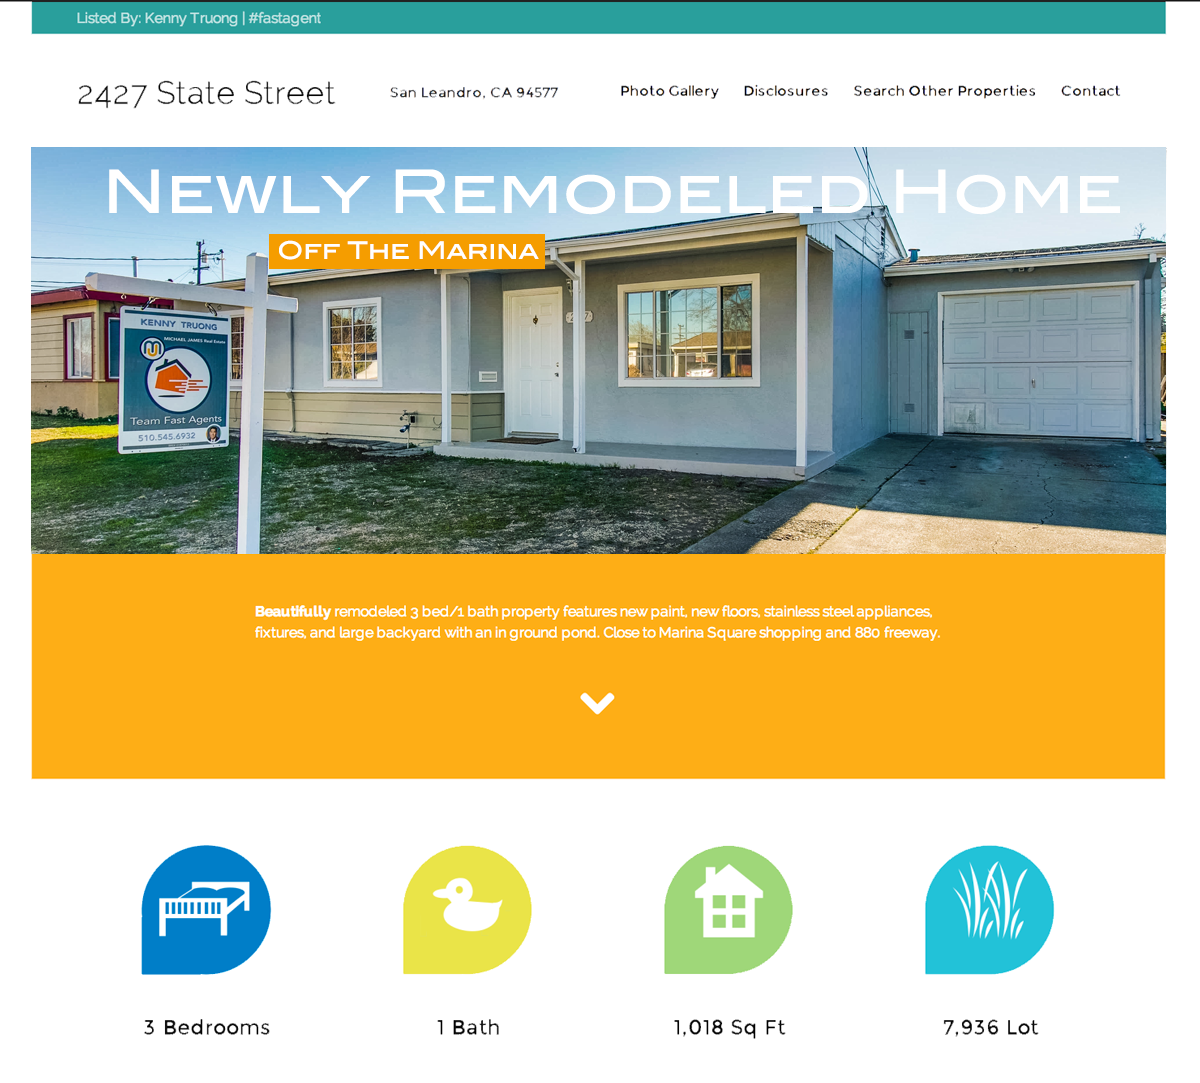 Listed By: Kenny Truong | #fastagent
2427 State Street
San Leandro, CA 94577
Photo Gallery
Disclosures
Search Other Properties
Contact
Newly Remodeled Home
Off The Marina
KENNY TRUONG
MICHAEL JAMES Real Estate
Team Fast Agents
510.545.6932
Beautifully remodeled 3 bed/1 bath property features new paint, new floors, stainless steel appliances,
fixtures, and large backyard with an in ground pond. Close to Marina Square shopping and 880 freeway.
3 Bedrooms
1 Bath
1,018 Sq Ft
7,936 Lot